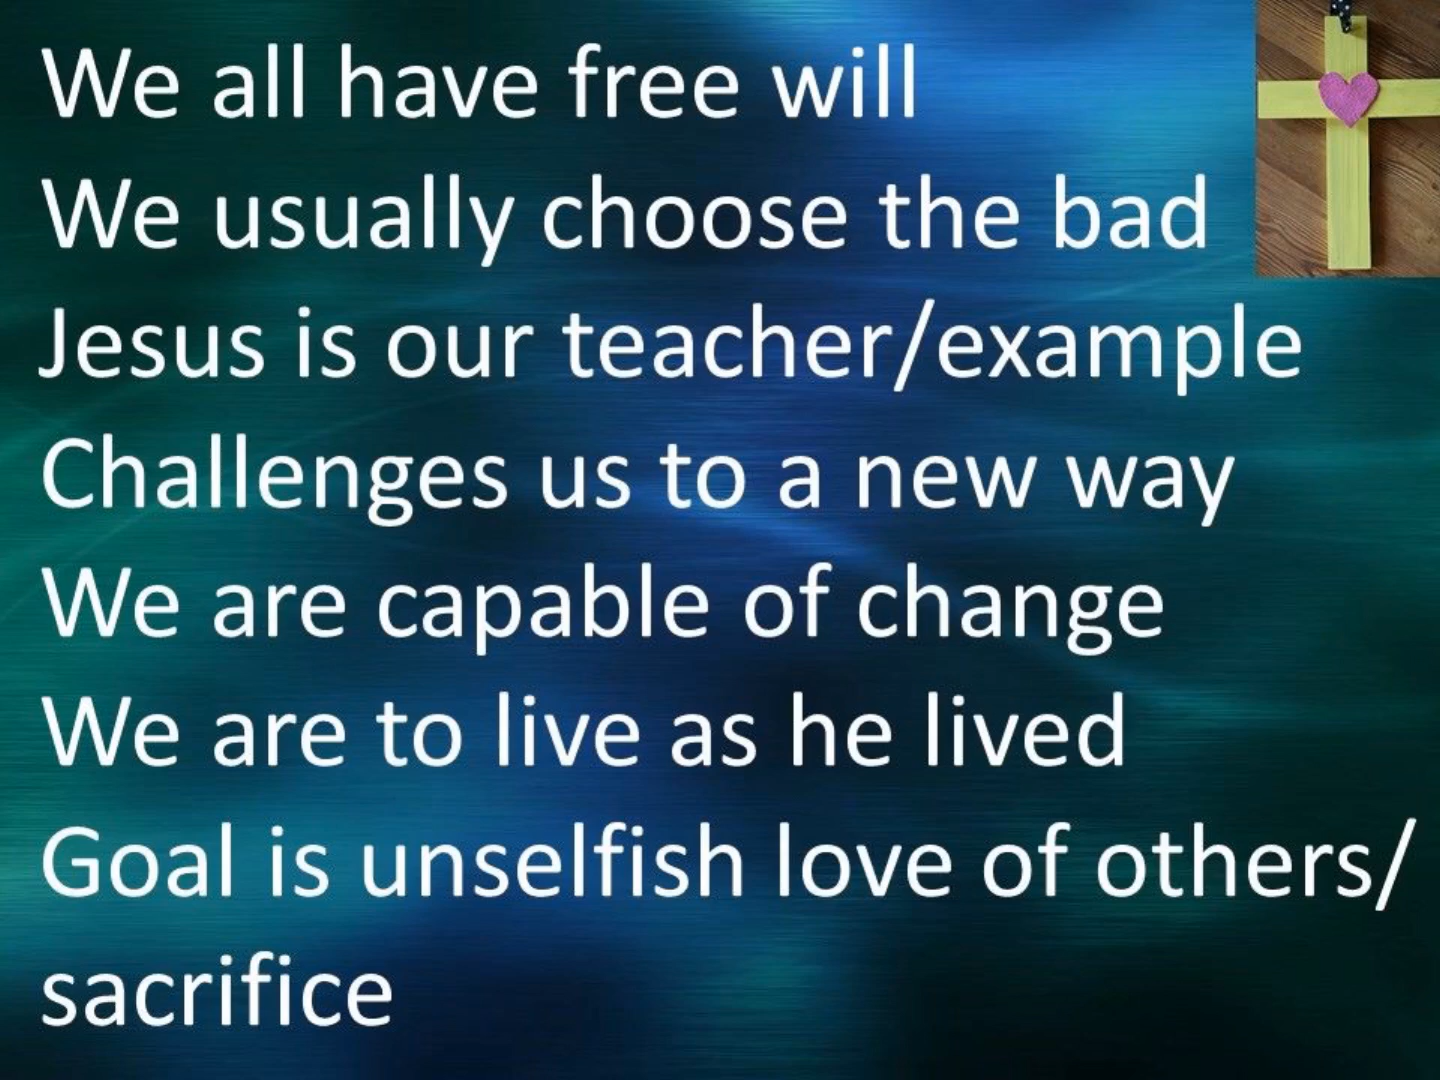 We all have free will
We usually choose the bad
Jesus is our teacher/example
Challenges us to a new way
We are capable of change
We are to live as he lived
Goal is unselfish love of others/
sacrifice